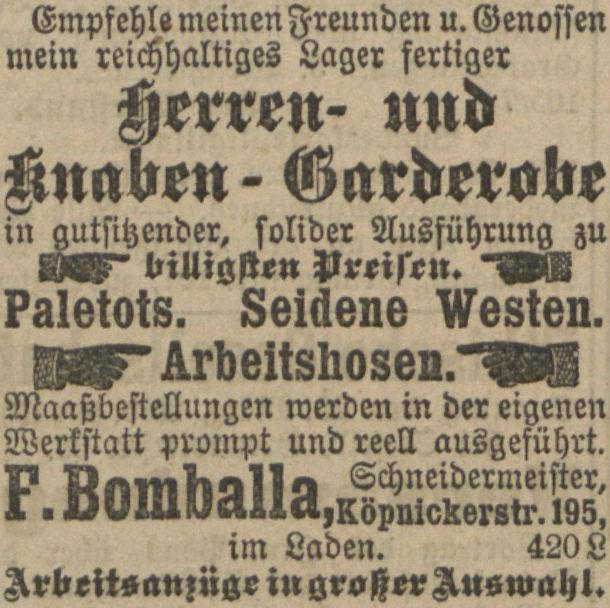 Empfehle meinen Freunden u. Genossen
mein reichhaltiges Lager fertiger
Herren- und
Knaben-Garderobe
in gutsitzender, solider Ausführung zu
billigsten Preisen.
Paletots. Seidene Westen.
Arbeitshosen.
Maaßbestellungen werden in der eigenen
Werkstatt prompt und reell ausgeführt.
F. Bomballa, Schneidermeister,
Köpnickerstr. 195,
im Laden. 420L
Arbeitsanzüge in großer Auswahl.